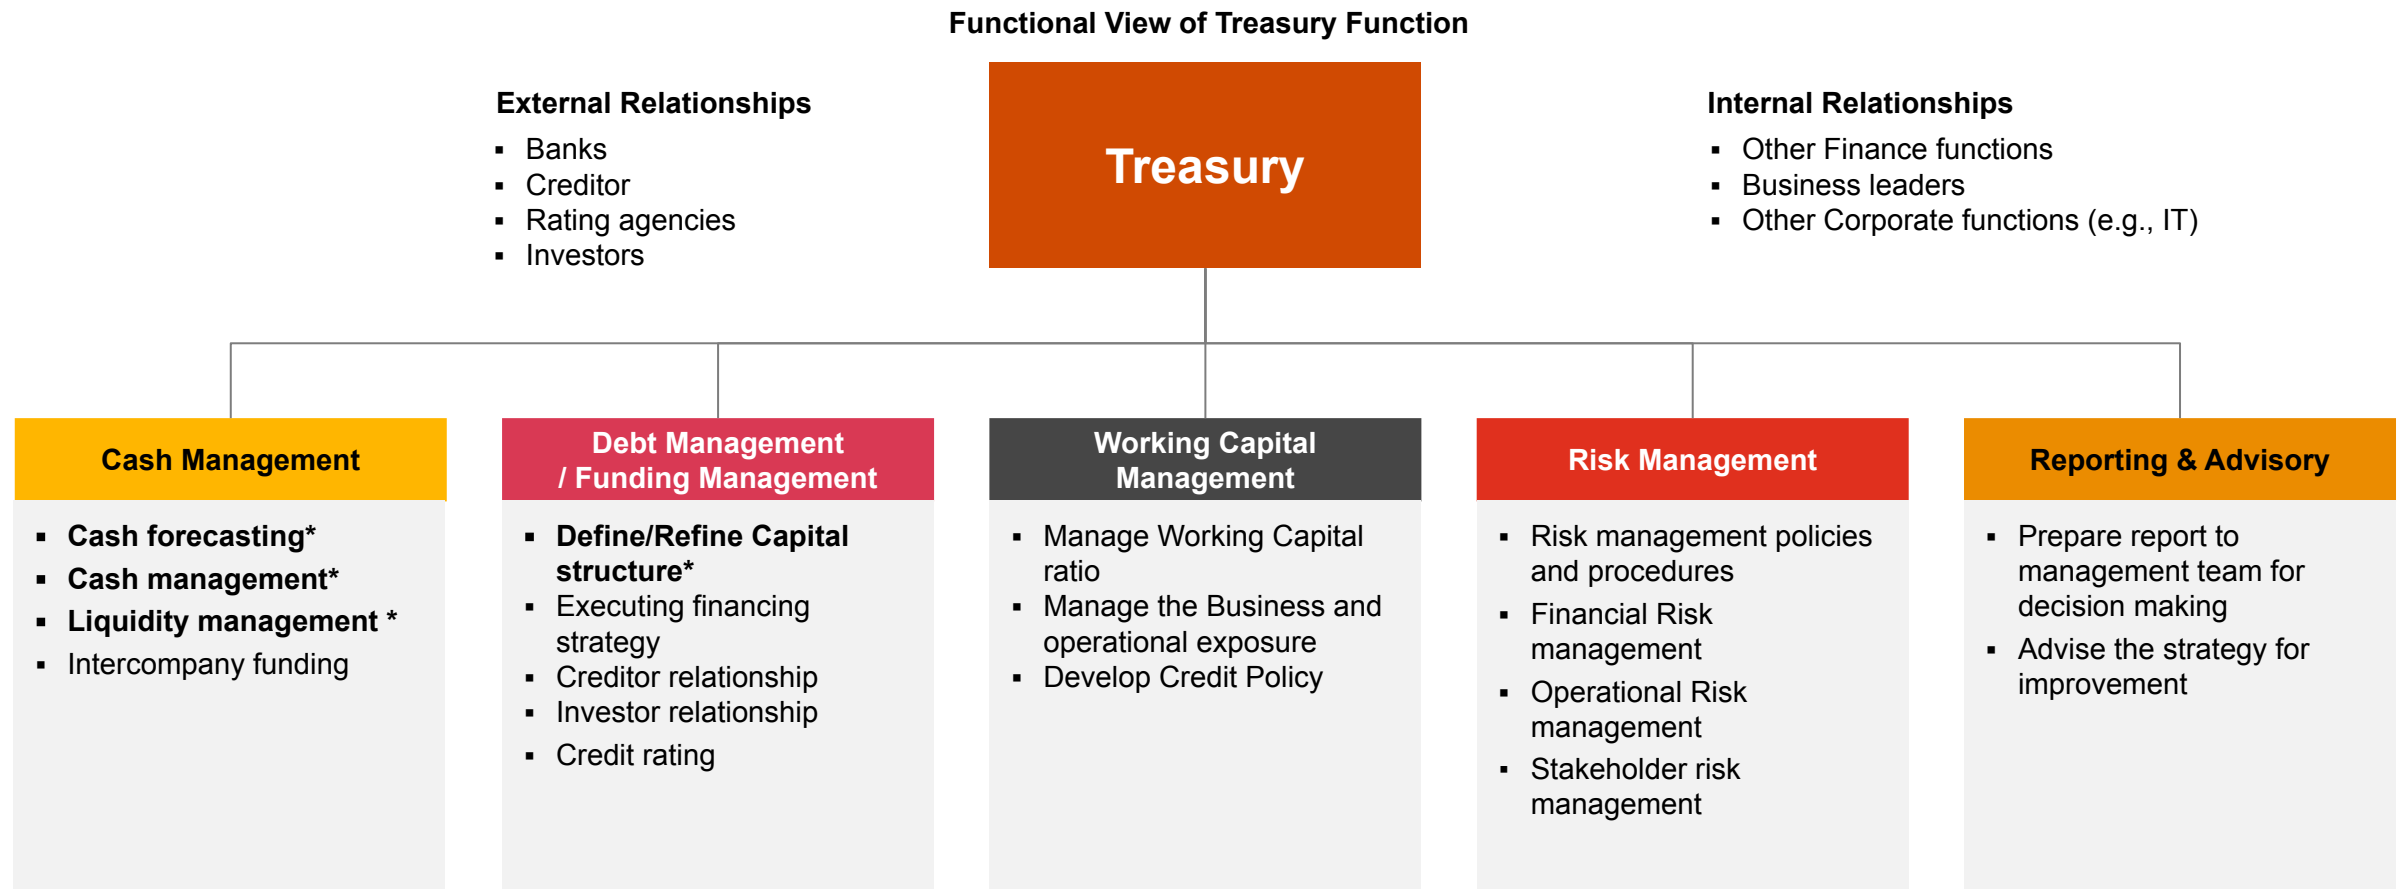 Functional View of Treasury Function
External Relationships
▪ Banks
▪ Creditor
▪ Rating agencies
▪ Investors
Treasury
Internal Relationships
▪ Other Finance functions
▪ Business leaders
▪ Other Corporate functions (e.g., IT)
Cash Management
▪ Cash forecasting*
▪ Cash management*
▪ Liquidity management *
▪ Intercompany funding
Debt Management
/ Funding Management
▪ Define/Refine Capital
structure*
▪ Executing financing
strategy
▪ Creditor relationship
▪ Investor relationship
▪ Credit rating
Working Capital
Management
▪ Manage Working Capital
ratio
▪ Manage the Business and
operational exposure
▪ Develop Credit Policy
Risk Management
▪ Risk management policies
and procedures
▪ Financial Risk
management
▪ Operational Risk
management
▪ Stakeholder risk
management
Reporting & Advisory
▪ Prepare report to
management team for
decision making
▪ Advise the strategy for
improvement